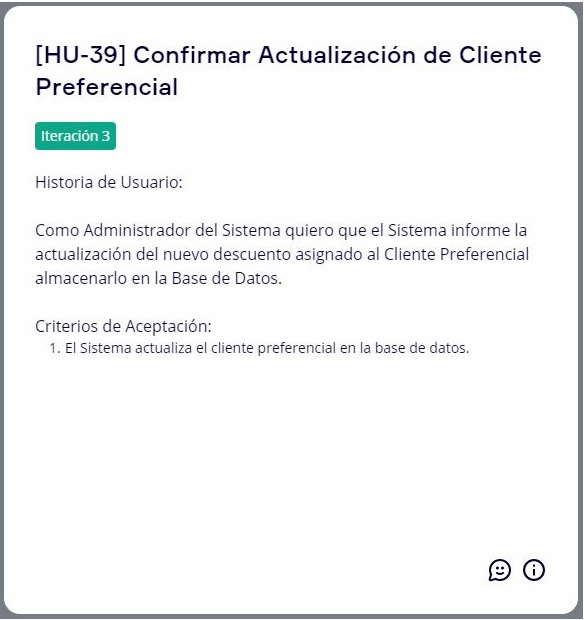 [HU-39] Confirmar Actualización de Cliente
Preferencial
Iteración 3
Historia de Usuario:
Como Administrador del Sistema quiero que el Sistema informe la
actualización del nuevo descuento asignado al Cliente Preferencial
almacenarlo en la Base de Datos.
Criterios de Aceptación:
1. El Sistema actualiza el cliente preferencial en la base de datos.